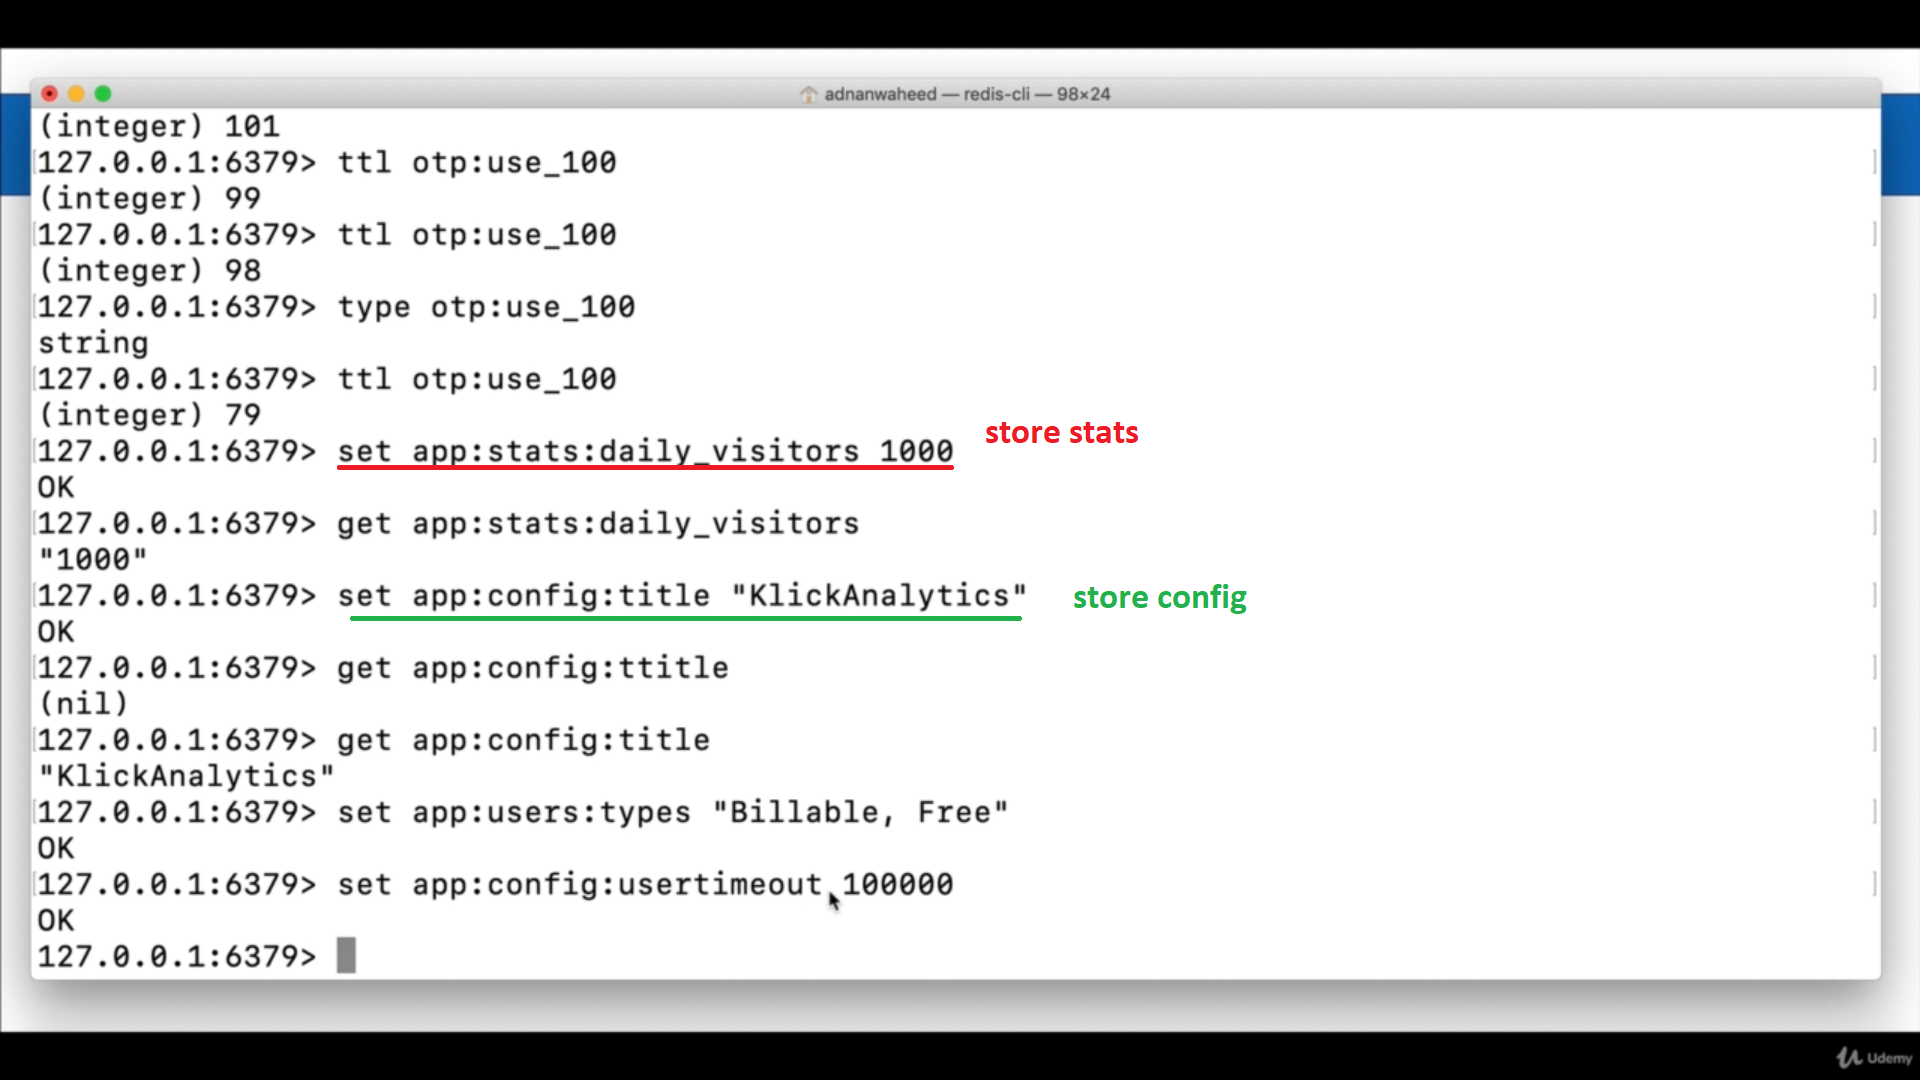 adnanwaheed — redis-cli — 98×24
(integer) 101
127.0.0.1:6379> ttl otp:use_100
(integer) 99
127.0.0.1:6379> ttl otp:use_100
(integer) 98
127.0.0.1:6379> type otp:use_100
string
127.0.0.1:6379> ttl otp:use_100
(integer) 79
store stats
127.0.0.1:6379> set app:stats:daily_visitors 1000
OK
127.0.0.1:6379> get app:stats:daily_visitors
"1000"
127.0.0.1:6379> set app:config:title "KlickAnalytics" store config
OK
127.0.0.1:6379> get app:config:ttitle
(nil)
127.0.0.1:6379> get app:config:title
"KlickAnalytics"
127.0.0.1:6379> set app:users:types "Billable, Free"
OK
127.0.0.1:6379> set app:config:usertimeout 100000
OK
127.0.0.1:6379>
Udemy